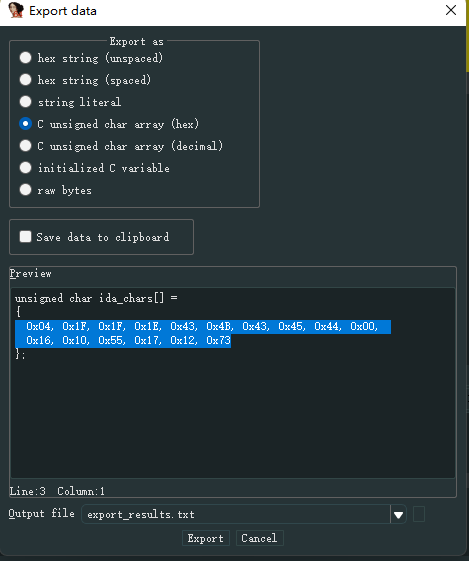 Export data
Export as
hex string (unspaced)
hex string (spaced)
string literal
C unsigned char array (hex)
C unsigned char array (decimal)
initialized C variable
raw bytes
Save data to clipboard
Preview
unsigned char ida_chars[] =
{
0x04, 0x1F, 0x1F, 0x1E, 0x43, 0x4B, 0x43, 0x45, 0x44, 0x00,
0x16, 0x10, 0x55, 0x17, 0x12, 0x73
};
Line:3 Column:1
Output file export_results.txt
Export Cancel